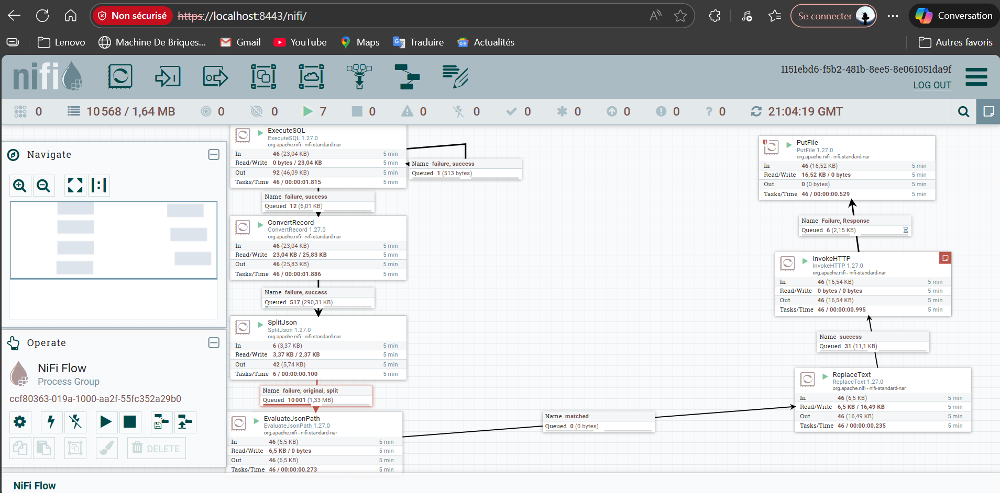 Non sécurisé https://localhost:8443/nifi/
Se connecter
Conversation
Lenovo
Machine De Briques...
Gmail
YouTube
Maps
Traduire
Actualités
Autres favoris
nifi
1151ebd6-f5b2-481b-8ee5-8e061051da9f
LOG OUT
0
10 568 / 1,64 MB
0
0
7
0
0
0
0
0
0
0
0
21:04:19 GMT
Navigate
Operate
NiFi Flow
Process Group
ccf80363-019a-1000-aa2f-55fc352a29b0
DELETE
ExecuteSQL
ExecuteSQL 1.27.0
org.apache.nifi - nifi-standard-nar
In 46 (23,04 KB) 5 min
Read/Write 0 bytes / 23,04 KB 5 min
Out 92 (46,09 KB) 5 min
Tasks/Time 46 / 00:00:01.815 5 min
Name failure, success
Queued 1 (513 bytes)
Name failure, success
Queued 12 (6,01 KB)
ConvertRecord
ConvertRecord 1.27.0
org.apache.nifi - nifi-standard-nar
In 46 (23,04 KB) 5 min
Read/Write 23,04 KB / 25,83 KB 5 min
Out 46 (25,83 KB) 5 min
Tasks/Time 46 / 00:00:01.886 5 min
Name failure, success
Queued 517 (290,31 KB)
SplitJson
SplitJson 1.27.0
org.apache.nifi - nifi-standard-nar
In 6 (3,37 KB) 5 min
Read/Write 3,37 KB / 2,37 KB 5 min
Out 42 (5,74 KB) 5 min
Tasks/Time 6 / 00:00:00.100 5 min
Name failure, original, split
Queued 10 001 (1,33 MB)
EvaluateJsonPath
EvaluateJsonPath 1.27.0
org.apache.nifi - nifi-standard-nar
In 46 (6,5 KB) 5 min
Read/Write 6,5 KB / 0 bytes 5 min
Out 46 (6,5 KB) 5 min
Tasks/Time 46 / 00:00:00.273 5 min
Name matched
Queued 0 (0 bytes)
PutFile
PutFile 1.27.0
org.apache.nifi - nifi-standard-nar
In 46 (16,52 KB) 5 min
Read/Write 16,52 KB / 0 bytes 5 min
Out 0 (0 bytes) 5 min
Tasks/Time 46 / 00:00:00.529 5 min
Name Failure, Response
Queued 6 (2,15 KB)
InvokeHTTP
InvokeHTTP 1.27.0
org.apache.nifi - nifi-standard-nar
In 46 (16,54 KB) 5 min
Read/Write 0 bytes / 0 bytes 5 min
Out 46 (16,54 KB) 5 min
Tasks/Time 46 / 00:00:00.995 5 min
Name success
Queued 31 (11,1 KB)
ReplaceText
ReplaceText 1.27.0
org.apache.nifi - nifi-standard-nar
In 46 (6,5 KB) 5 min
Read/Write 6,5 KB / 16,49 KB 5 min
Out 46 (16,49 KB) 5 min
Tasks/Time 46 / 00:00:00.235 5 min
NiFi Flow